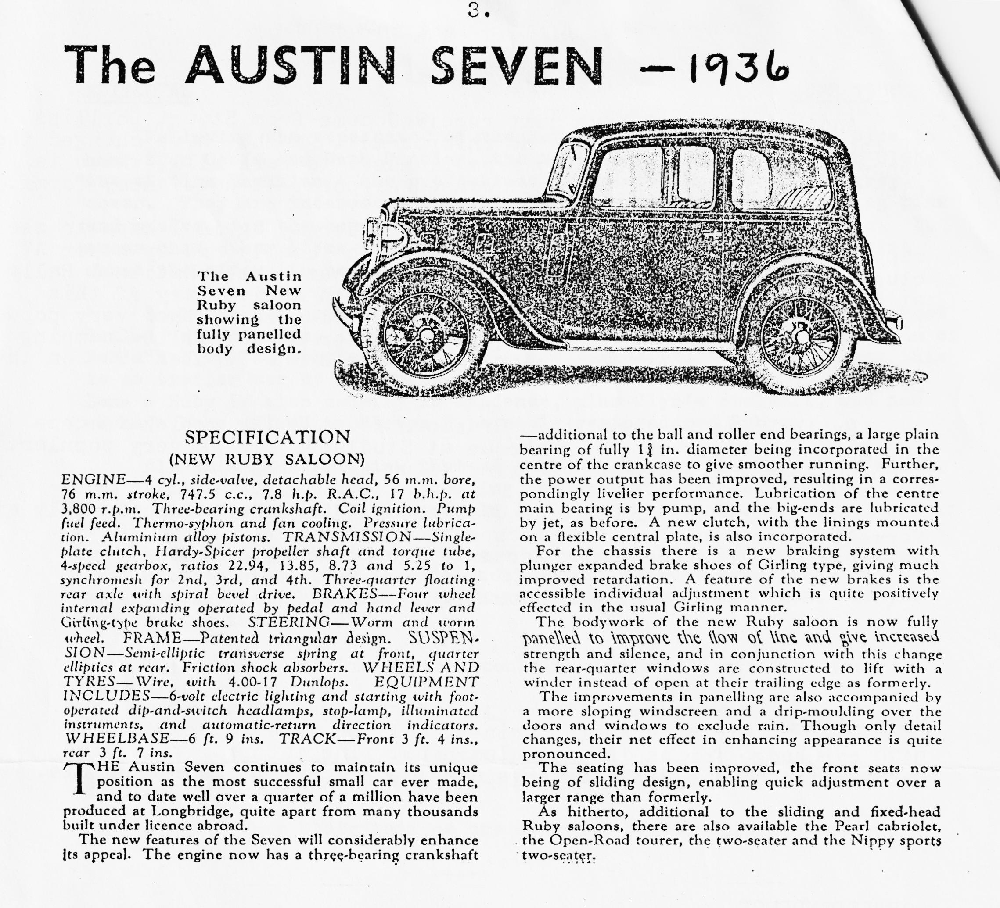 3.
The AUSTIN SEVEN - 1936
The Austin
Seven New
Ruby saloon
showing the
fully panelled
body design.
SPECIFICATION
(NEW RUBY SALOON)
ENGINE—4 cyl., side-valve, detachable head, 56 m.m. bore,
76 m.m. stroke, 747.5 c.c., 7.8 h.p. R.A.C., 17 b.h.p. at
3,800 r.p.m. Three-bearing crankshaft. Coil ignition. Pump
fuel feed. Thermo-syphon and fan cooling. Pressure lubrica-
tion. Aluminium alloy pistons. TRANSMISSION—Single-
plate clutch, Hardy-Spicer propeller shaft and torque tube,
4-speed gearbox, ratios 22.94, 13.85, 8.73 and 5.25 to 1,
synchromesh for 2nd, 3rd, and 4th. Three-quarter floating
rear axle with spiral bevel drive. BRAKES—Four wheel
internal expanding operated by pedal and hand lever and
Girling-type brake shoes. STEERING—Worm and worm
wheel. FRAME—Patented triangular design. SUSPEN-
SION—Semi-elliptic transverse spring at front, quarter
elliptics at rear. Friction shock absorbers. WHEELS AND
TYRES—Wire, with 4.00-17 Dunlops. EQUIPMENT
INCLUDES—6-volt electric lighting and starting with foot-
operated dip-and-switch headlamps, stop-lamp, illuminated
instruments, and automatic-return direction indicators.
WHEELBASE—6 ft. 9 ins. TRACK—Front 3 ft. 4 ins.,
rear 3 ft. 7 ins.
THE Austin Seven continues to maintain its unique
position as the most successful small car ever made,
and to date well over a quarter of a million have been
produced at Longbridge, quite apart from many thousands
built under licence abroad.
The new features of the Seven will considerably enhance
its appeal. The engine now has a three-bearing crankshaft
—additional to the ball and roller end bearings, a large plain
bearing of fully 1¾ in. diameter being incorporated in the
centre of the crankcase to give smoother running. Further,
the power output has been improved, resulting in a corres-
pondingly livelier performance. Lubrication of the centre
main bearing is by pump, and the big-ends are lubricated
by jet, as before. A new clutch, with the linings mounted
on a flexible central plate, is also incorporated.
For the chassis there is a new braking system with
plunger expanded brake shoes of Girling type, giving much
improved retardation. A feature of the new brakes is the
accessible individual adjustment which is quite positively
effected in the usual Girling manner.
The bodywork of the new Ruby saloon is now fully
panelled to improve the flow of line and give increased
strength and silence, and in conjunction with this change
the rear-quarter windows are constructed to lift with a
winder instead of open at their trailing edge as formerly.
The improvements in panelling are also accompanied by
a more sloping windscreen and a drip-moulding over the
doors and windows to exclude rain. Though only detail
changes, their net effect in enhancing appearance is quite
pronounced.
The seating has been improved, the front seats now
being of sliding design, enabling quick adjustment over a
larger range than formerly.
As hitherto, additional to the sliding and fixed-head
Ruby saloons, there are also available the Pearl cabriolet,
the Open-Road tourer, the two-seater and the Nippy sports
two-seater.